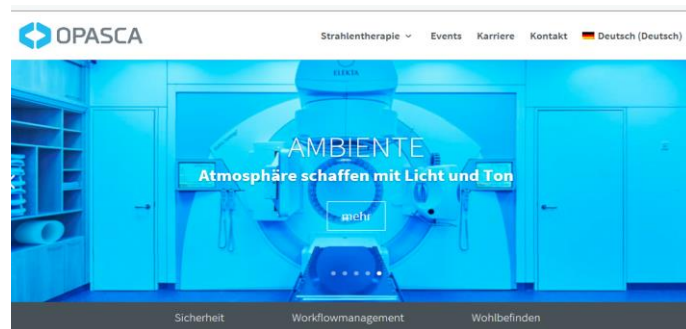 OPASCA
Strahlentherapie Events Karriere Kontakt Deutsch (Deutsch)
ELEKTA
AMBIENTE
Atmosphäre schaffen mit Licht und Ton
mehr
Sicherheit Workflowmanagement Wohlbefinden